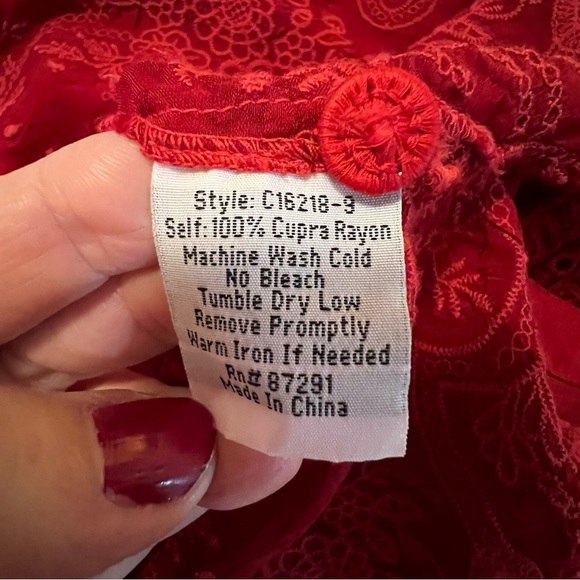 Style: C16218-9
Self: 100% Cupra Rayon
Machine Wash Cold
No Bleach
Tumble Dry Low
Remove Promptly
Warm Iron If Needed
Rn# 87291
Made In China